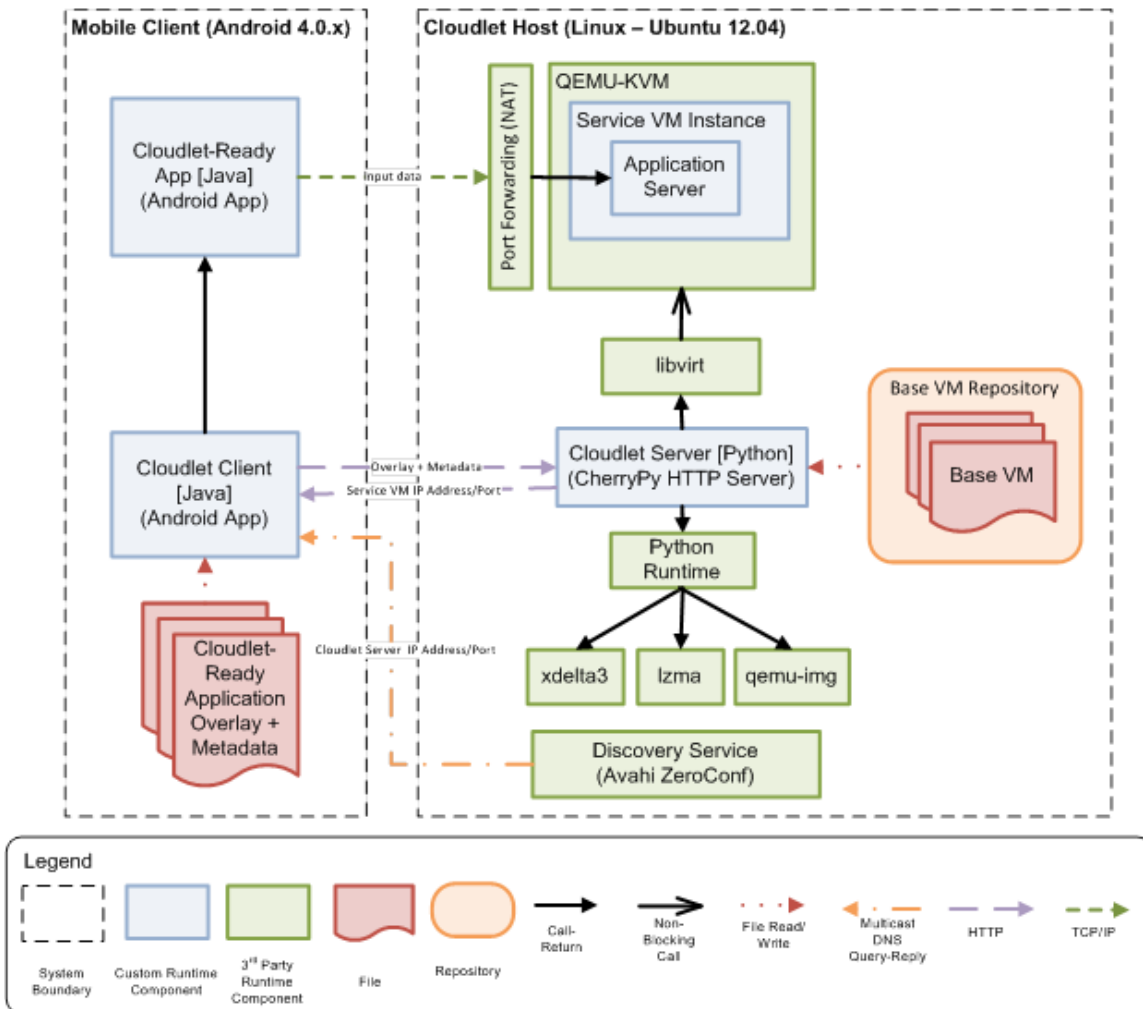 Mobile Client (Android 4.0.x)
Cloudlet Host (Linux – Ubuntu 12.04)
Cloudlet-Ready
App [Java]
(Android App)
Input data
Port Forwarding (NAT)
QEMU-KVM
Service VM Instance
Application
Server
libvirt
Base VM Repository
Base VM
Cloudlet Client
[Java]
(Android App)
Overlay + Metadata
Service VM IP Address/Port
Cloudlet Server [Python]
(CherryPy HTTP Server)
Python
Runtime
xdelta3
lzma
qemu-img
Cloudlet-
Ready
Application
Overlay +
Metadata
Cloudlet Server IP Address/Port
Discovery Service
(Avahi ZeroConf)
Legend
System
Boundary
Custom Runtime
Component
3rd Party
Runtime
Component
File
Repository
Call-
Return
Non-
Blocking
Call
File Read/
Write
Multicast
DNS
Query-Reply
HTTP
TCP/IP